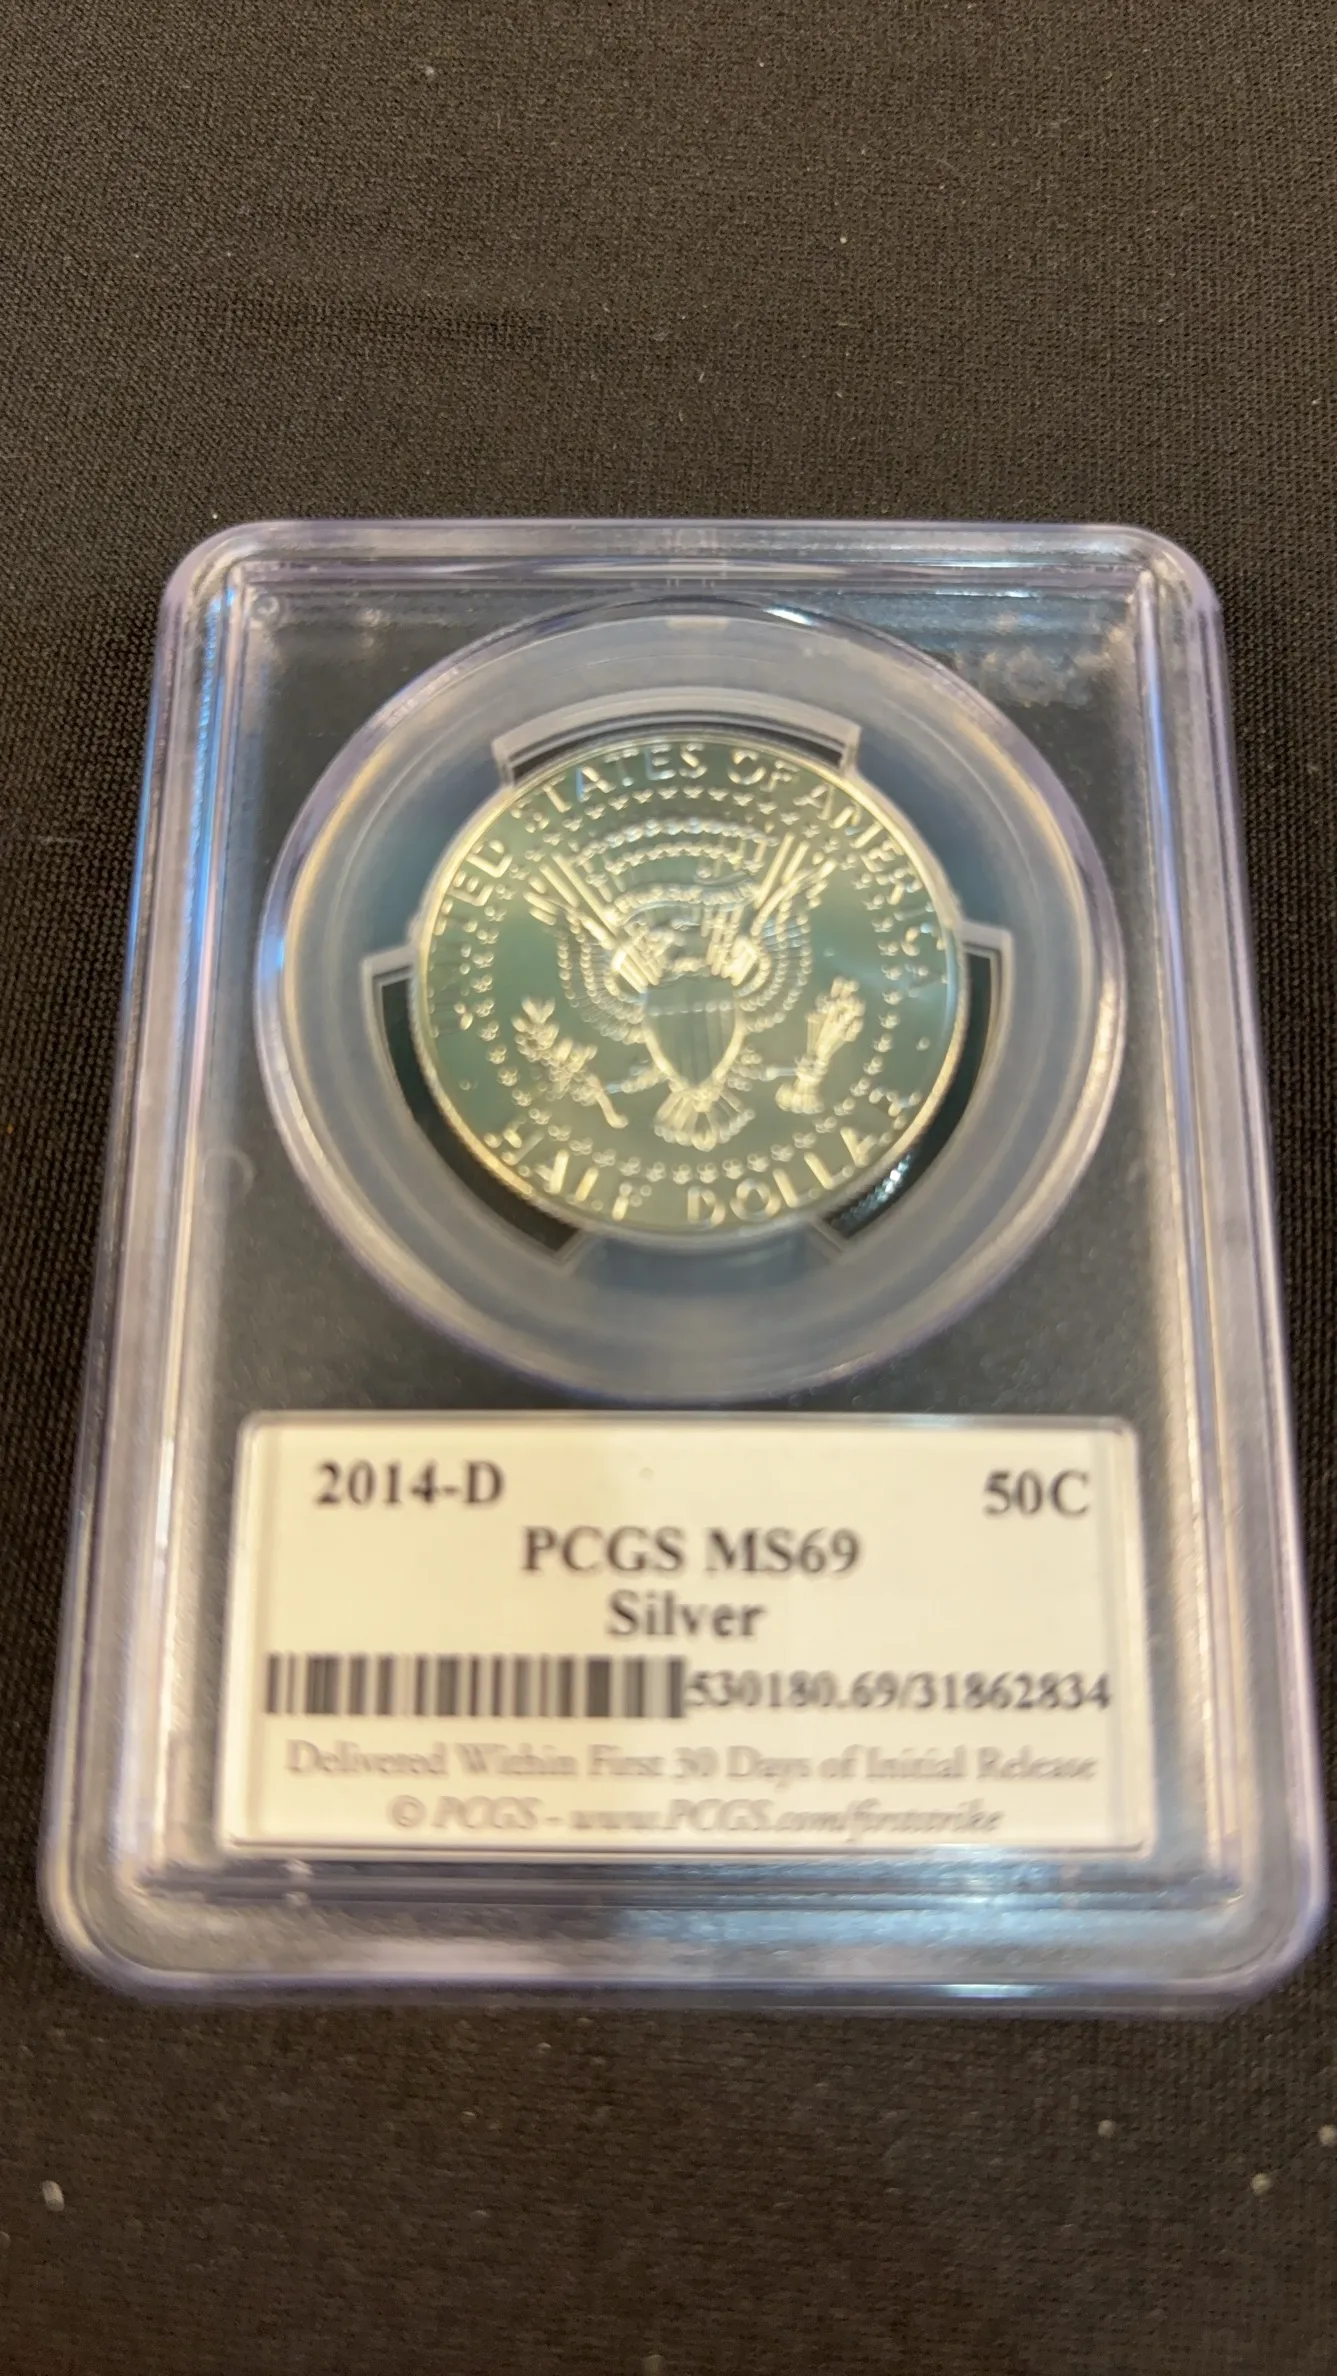 UNITED STATES OF AMERICA
HALF DOLLAR
2014-D 50C
PCGS MS69
Silver
530180.69/31862834
Delivered Within First 30 Days of Initial Release
© PCGS - www.PCGS.com/firststrike